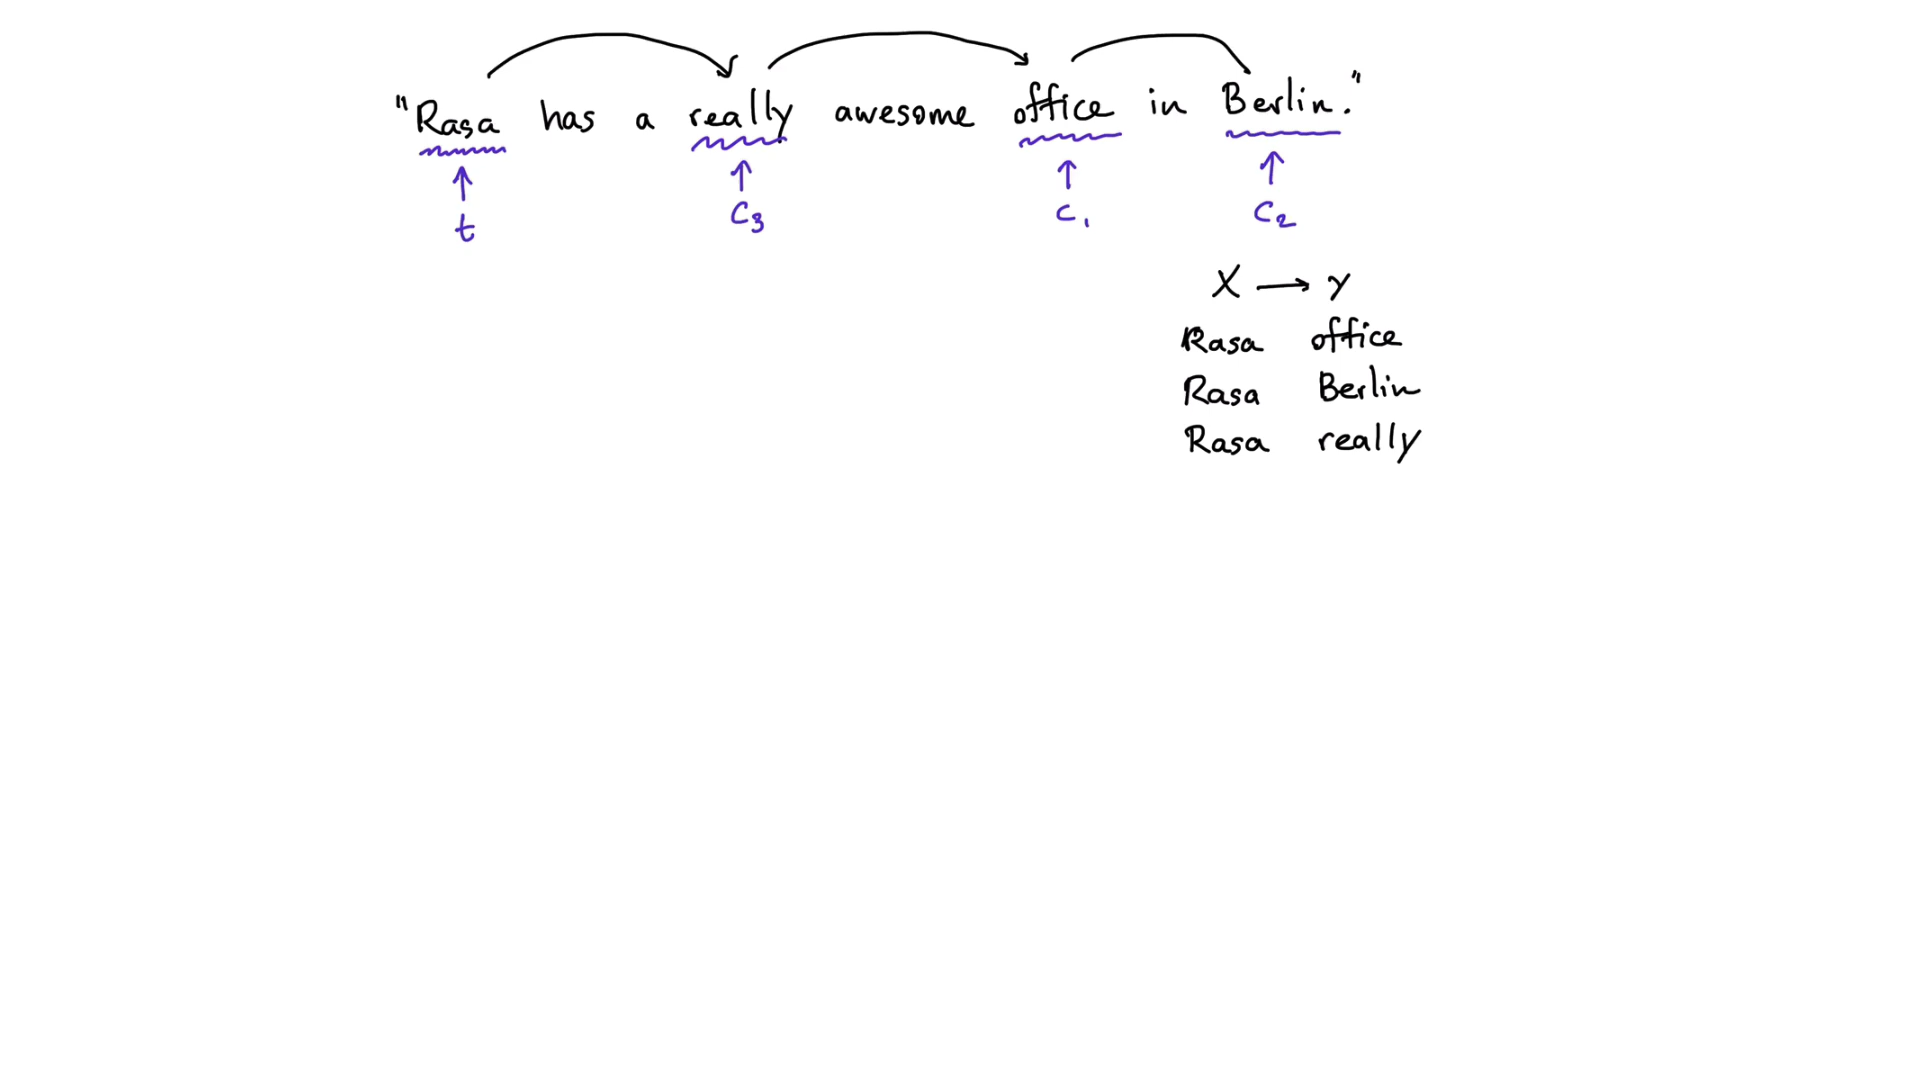 "Rasa has a really awesome office in Berlin."
t C3 C1 C2
X → Y
Rasa office
Rasa Berlin
Rasa really